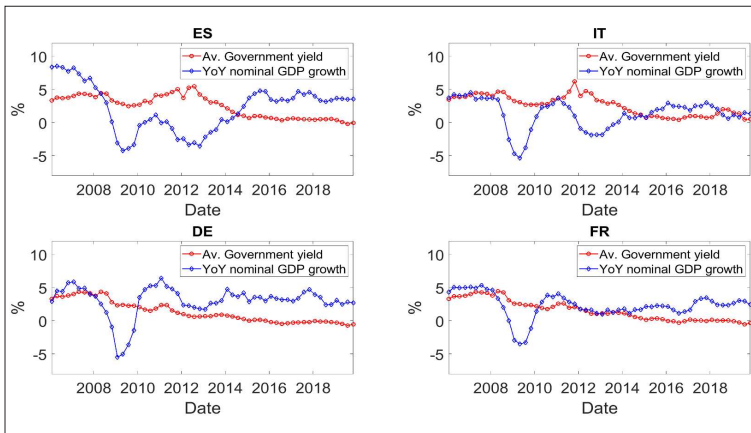 ES
Av. Government yield
YoY nominal GDP growth
10
5
0
-5
%
2008 2010 2012 2014 2016 2018
Date
IT
Av. Government yield
YoY nominal GDP growth
10
5
0
-5
%
2008 2010 2012 2014 2016 2018
Date
DE
Av. Government yield
YoY nominal GDP growth
10
5
0
-5
%
2008 2010 2012 2014 2016 2018
Date
FR
Av. Government yield
YoY nominal GDP growth
10
5
0
-5
%
2008 2010 2012 2014 2016 2018
Date